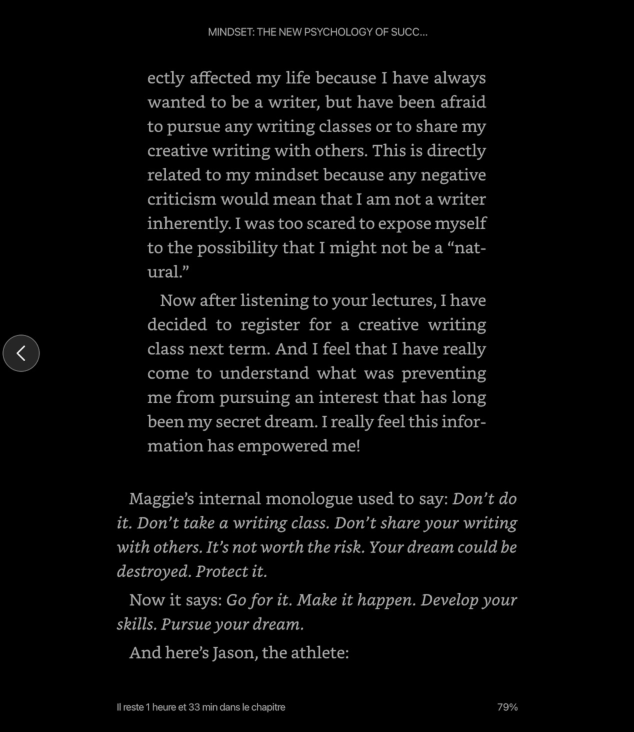 MINDSET: THE NEW PSYCHOLOGY OF SUCC...
ectly affected my life because I have always
wanted to be a writer, but have been afraid
to pursue any writing classes or to share my
creative writing with others. This is directly
related to my mindset because any negative
criticism would mean that I am not a writer
inherently. I was too scared to expose myself
to the possibility that I might not be a “nat-
ural.”
Now after listening to your lectures, I have
decided to register for a creative writing
class next term. And I feel that I have really
come to understand what was preventing
me from pursuing an interest that has long
been my secret dream. I really feel this infor-
mation has empowered me!
Maggie’s internal monologue used to say: Don’t do
it. Don’t take a writing class. Don’t share your writing
with others. It’s not worth the risk. Your dream could be
destroyed. Protect it.
Now it says: Go for it. Make it happen. Develop your
skills. Pursue your dream.
And here’s Jason, the athlete:
Il reste 1 heure et 33 min dans le chapitre 79%